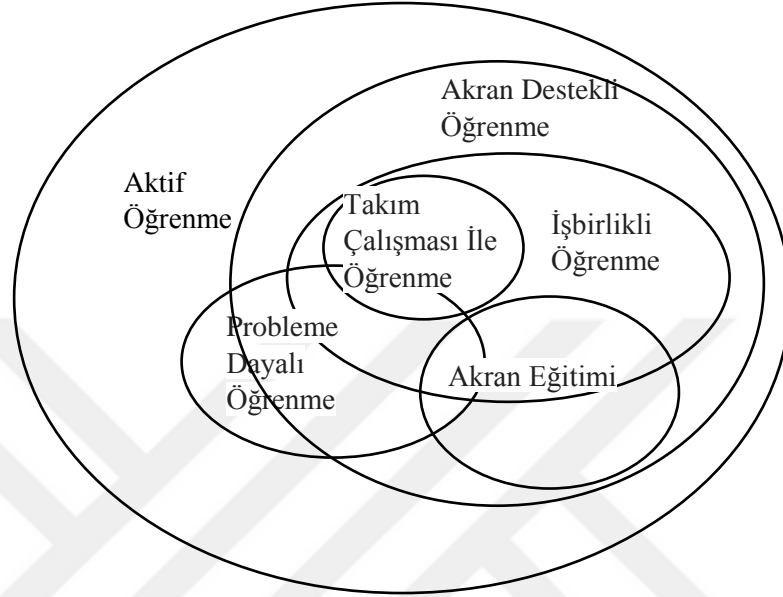 Akran Destekli
Öğrenme
Aktif
Öğrenme
Takım
Çalışması İle
Öğrenme
İşbirlikli
Öğrenme
Probleme
Dayalı
Öğrenme
Akran Eğitimi